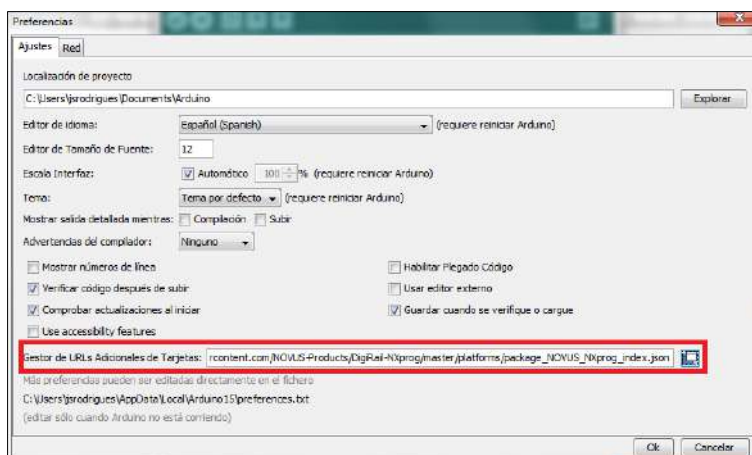 Preferencias
Ajustes Red
Localización de proyecto
C:\Users\jsrodrigues\Documents\Arduino Explorar
Editor de idioma: Español (Spanish) (requiere reiniciar Arduino)
Editor de Tamaño de Fuente: 12
Escala Interfaz: Automático 100 % (requiere reiniciar Arduino)
Tema: Tema por defecto (requiere reiniciar Arduino)
Mostrar salida detallada mientras: Compilación Subir
Advertencias del compilador: Ninguno
Mostrar números de línea Habilitar Plegado Código
Verificar código después de subir Usar editor externo
Comprobar actualizaciones al iniciar Guardar cuando se verifique o cargue
Use accessibility features
Gestor de URLs Adicionales de Tarjetas: rcontent.com/NOVUS-Products/DigiRail-NXprog/master/platforms/package_NOVUS_NXprog_index.json
Más preferencias pueden ser editadas directamente en el fichero
C:\Users\jsrodrigues\AppData\Local\Arduino15\preferences.txt
(editar sólo cuando Arduino no está corriendo)
Ok Cancelar